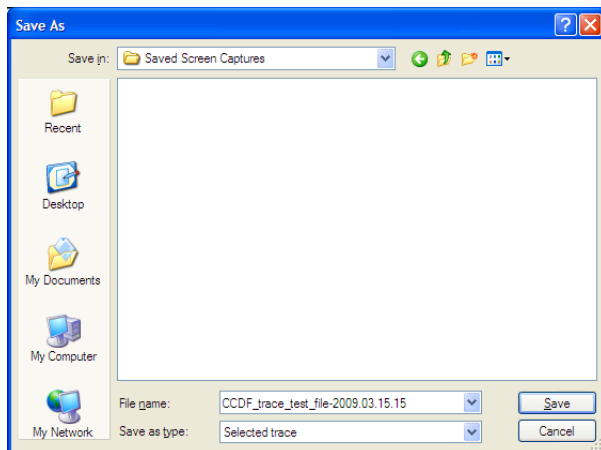 Save As
Save in: Saved Screen Captures
Recent
Desktop
My Documents
My Computer
My Network
File name: CCDF_trace_test_file-2009.03.15.15 Save
Save as type: Selected trace Cancel